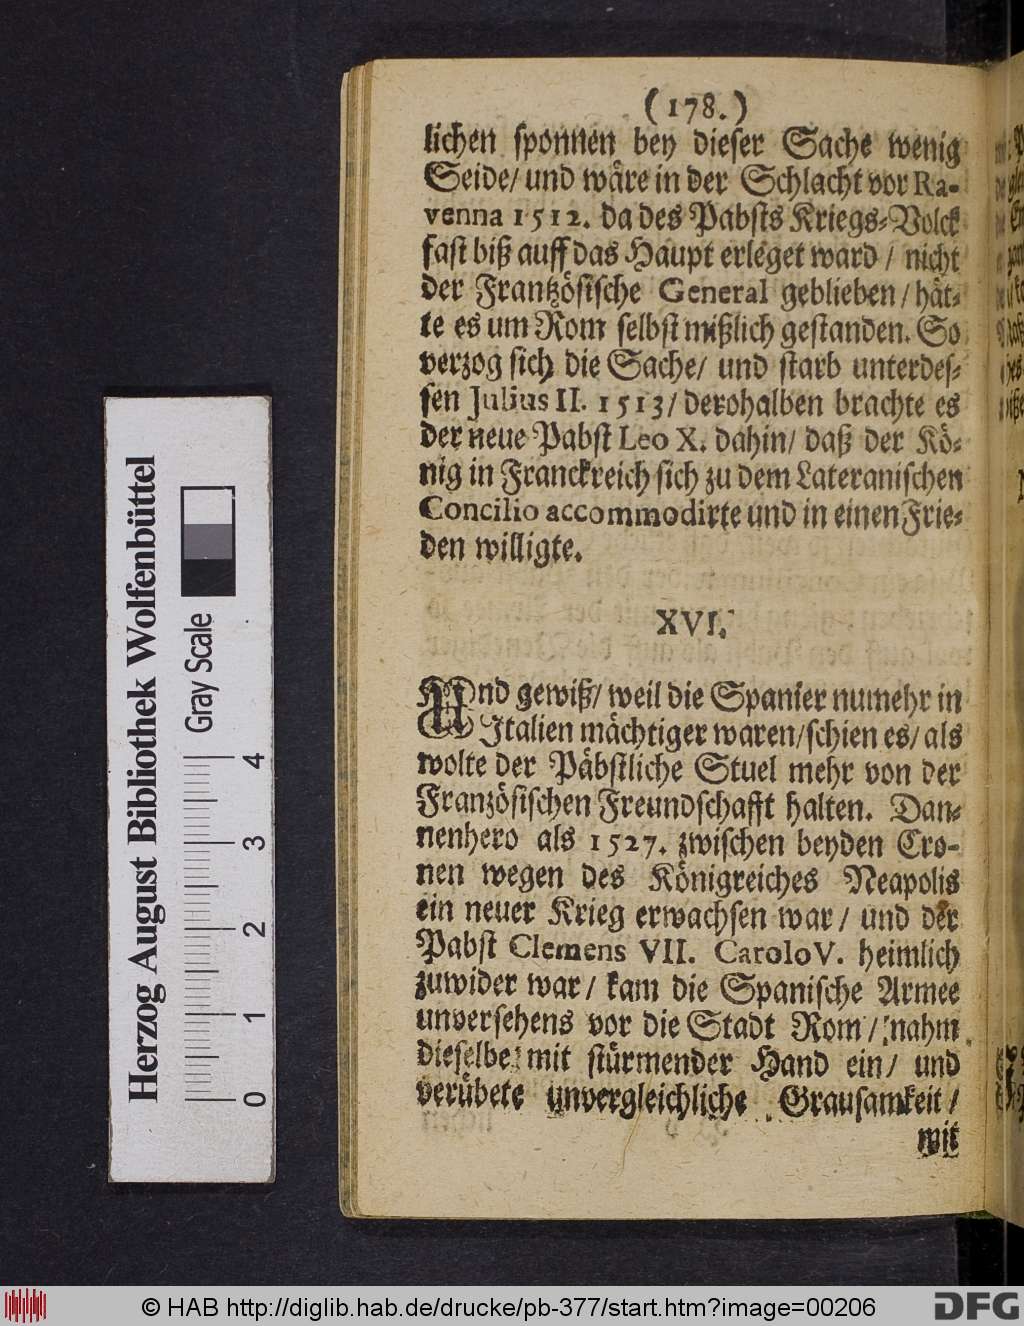 (178.)
lichen sponnen bey dieser Sache wenig
Seide/ und wäre in der Schlacht vor Ra-
venna 1512. da des Pabsts Kriegs-Volck
fast biß auff das Haupt erleget ward / nicht
der Frantzösische General geblieben / hät-
te es um Rom selbst mißlich gestanden. So
verzog sich die Sache/ und starb unterdes-
sen Julius II. 1513/ derohalben brachte es
der neue Pabst Leo X. dahin/ daß der Kö-
nig in Franckreich sich zu dem Lateranischen
Concilio accommodirte und in einen Frie-
den willigte.
XVI.
Und gewiß/ weil die Spanier numehr in
Italien mächtiger waren/schien es/ als
wolte der Päbstliche Stuel mehr von der
Französischen Freundschafft halten. Dan-
nenhero als 1527. zwischen beyden Cro-
nen wegen des Königreiches Neapolis
ein neuer Krieg erwachsen war / und der
Pabst Clemens VII. Carolo V. heimlich
zuwider war / kam die Spanische Armee
unversehens vor die Stadt Rom / nahm
dieselbe mit stürmender Hand ein/ und
verübete unvergleichliche Grausamkeit /
mit
Herzog August Bibliothek Wolfenbüttel
Gray Scale
0 1 2 3 4
© HAB http://diglib.hab.de/drucke/pb-377/start.htm?image=00206
DFG